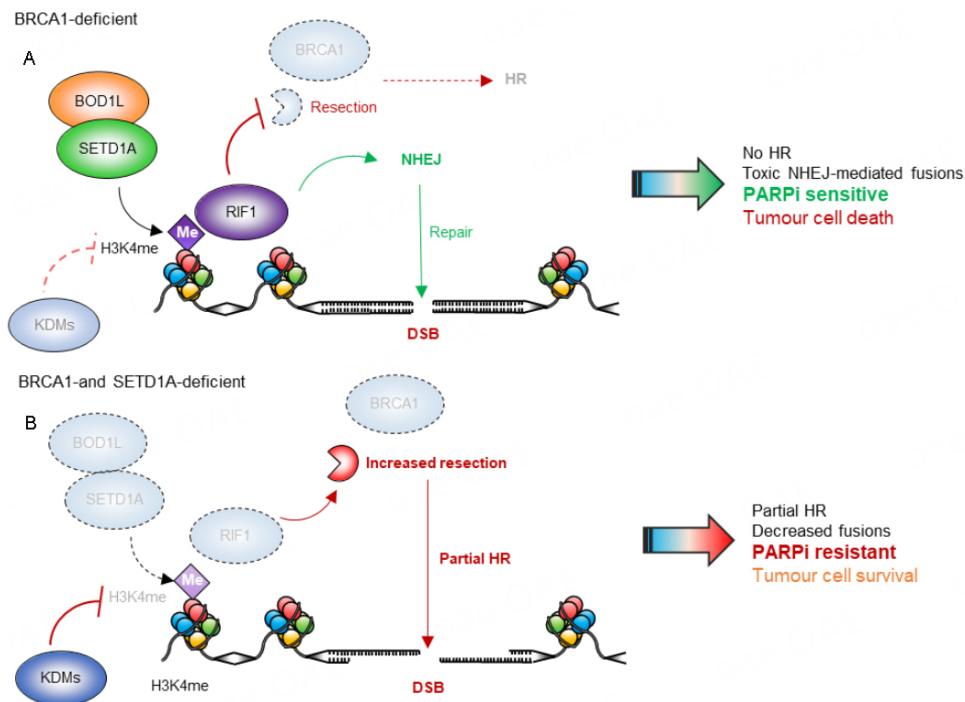 BRCA1-deficient
A
BRCA1
BOD1L
SETD1A
Resection
HR
NHEJ
RIF1
Me
H3K4me
Repair
KDMs
DSB
No HR
Toxic NHEJ-mediated fusions
PARPi sensitive
Tumour cell death
BRCA1-and SETD1A-deficient
B
BRCA1
BOD1L
SETD1A
Increased resection
RIF1
Partial HR
Me
H3K4me
KDMs
H3K4me
DSB
Partial HR
Decreased fusions
PARPi resistant
Tumour cell survival